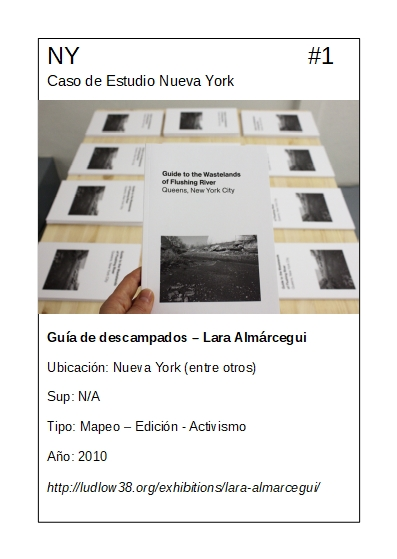 NY #1
Caso de Estudio Nueva York
Guide to the Wastelands
of Flushing River
Queens, New York City
Guía de descampados – Lara Almárcegui
Ubicación: Nueva York (entre otros)
Sup: N/A
Tipo: Mapeo – Edición - Activismo
Año: 2010
http://ludlow38.org/exhibitions/lara-almarcegui/